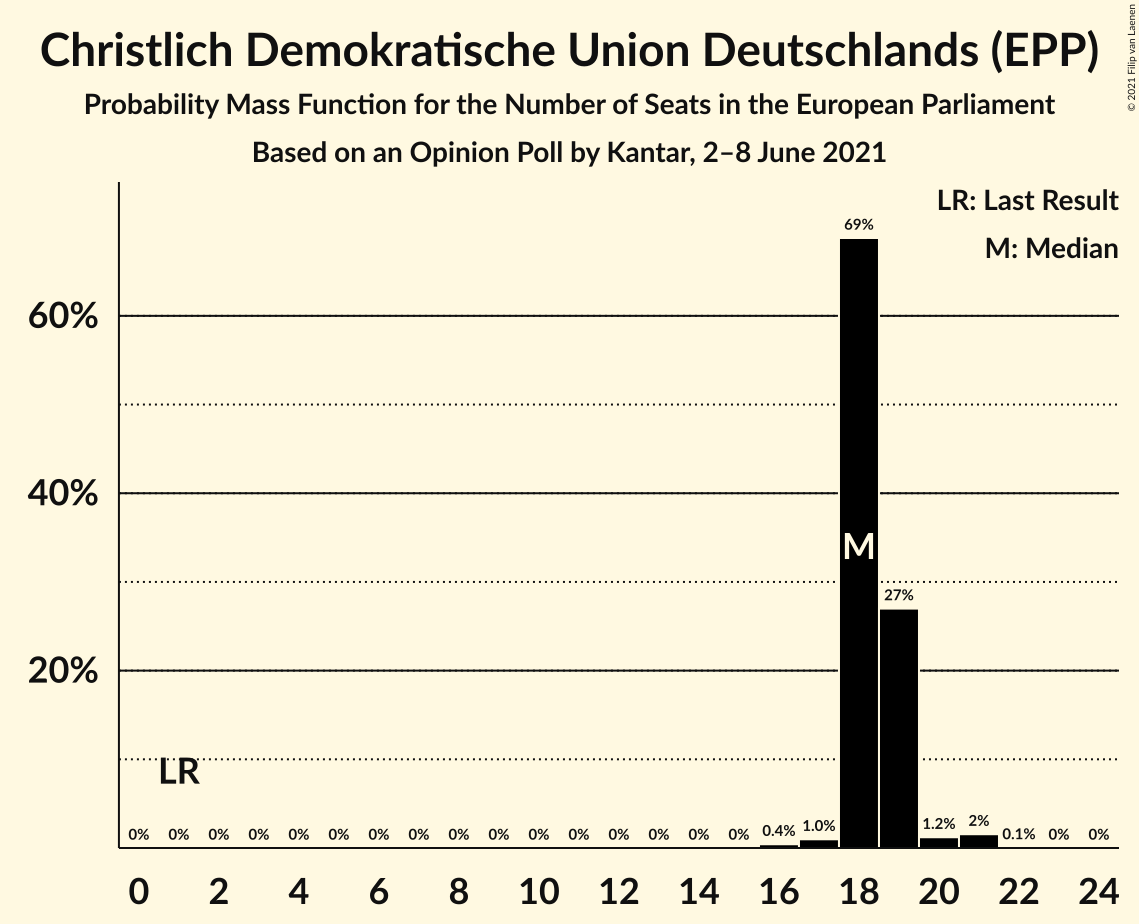 Christlich Demokratische Union Deutschlands (EPP)
Probability Mass Function for the Number of Seats in the European Parliament
Based on an Opinion Poll by Kantar, 2–8 June 2021
© 2021 Filip van Laenen
LR: Last Result
M: Median
69%
60%
40%
M
27%
20%
LR
0% 0% 0% 0% 0% 0% 0% 0% 0% 0% 0% 0% 0% 0% 0% 0% 0.4% 1.0% 1.2% 2% 0.1% 0% 0%
0 2 4 6 8 10 12 14 16 18 20 22 24